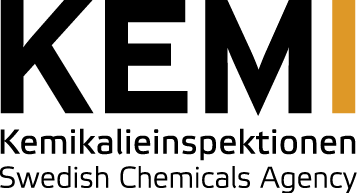 KEMI
Kemikalieinspektionen
Swedish Chemicals Agency